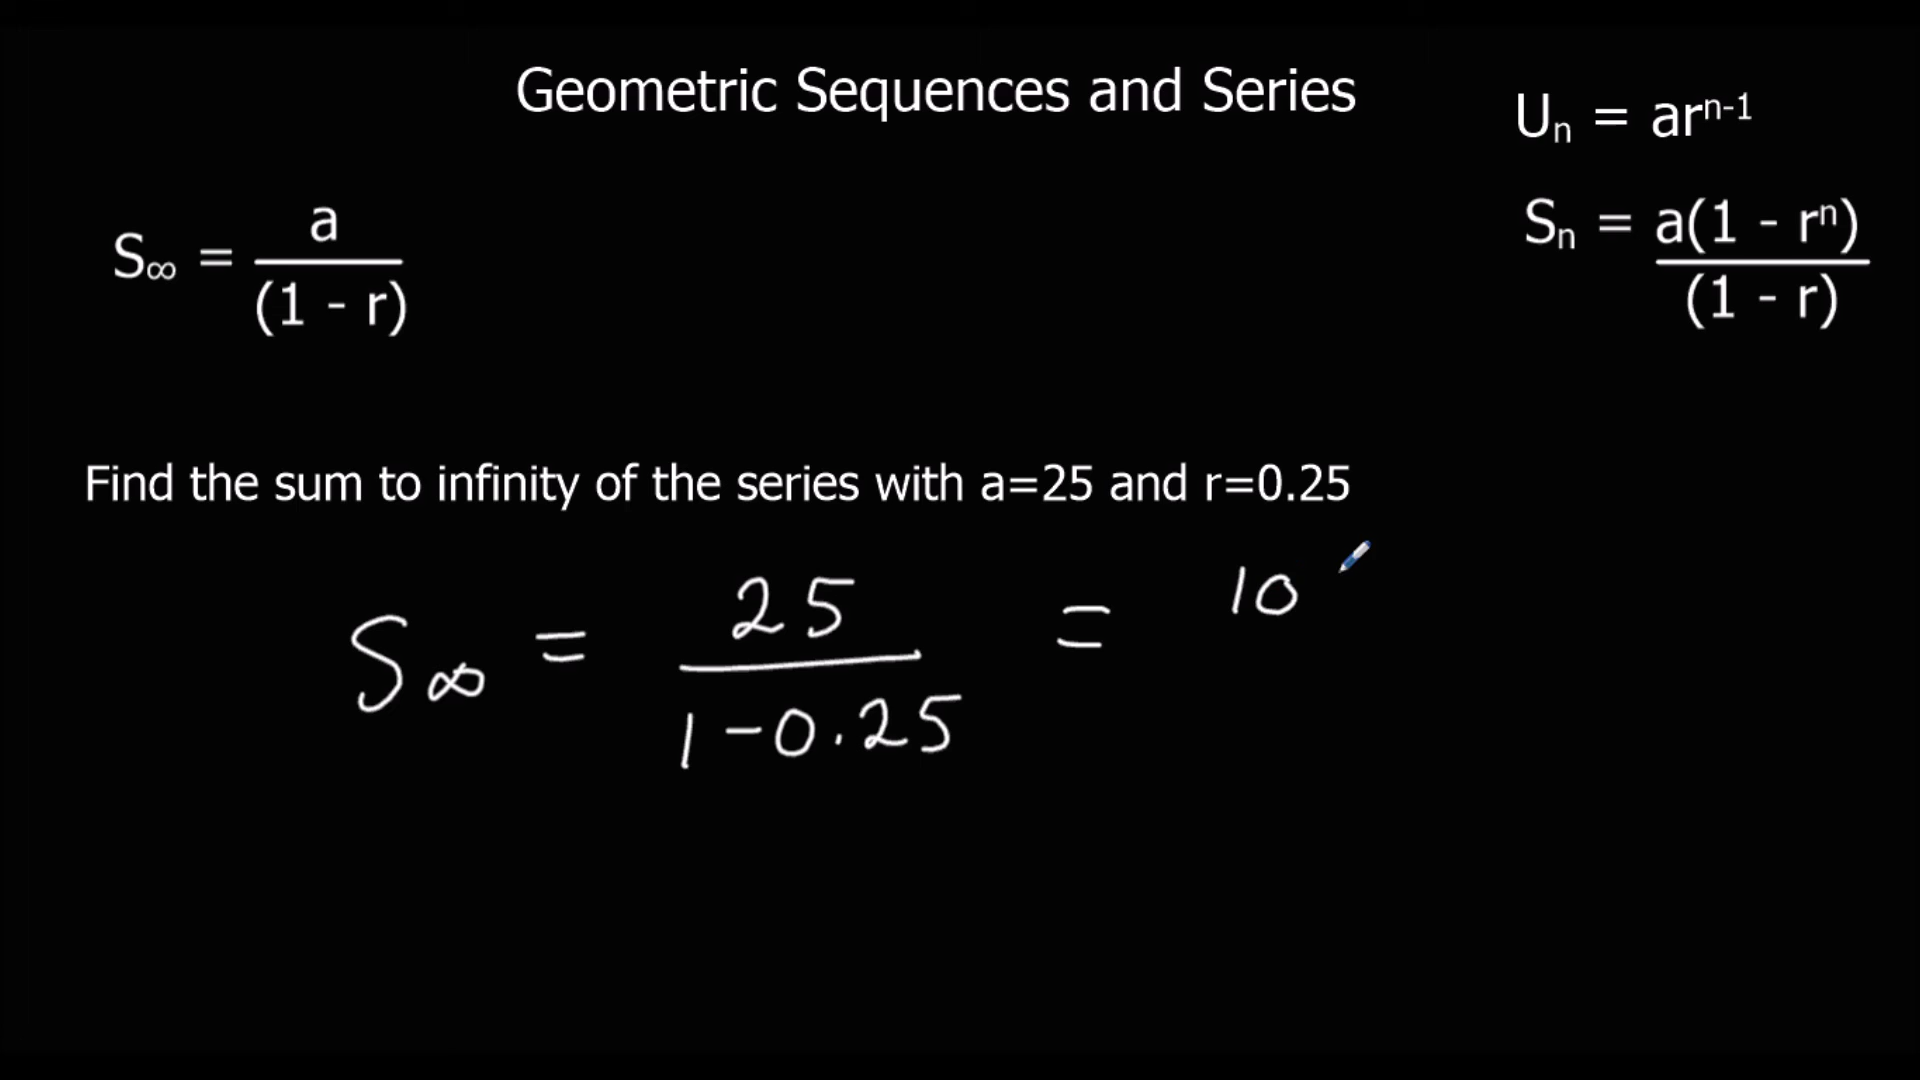 Geometric Sequences and Series
Uₙ = arⁿ⁻¹
Sₙ = a(1 - rⁿ)
(1 - r)
S∞ = a
(1 - r)
Find the sum to infinity of the series with a=25 and r=0.25
S∞ = 25 = 10
1-0.25